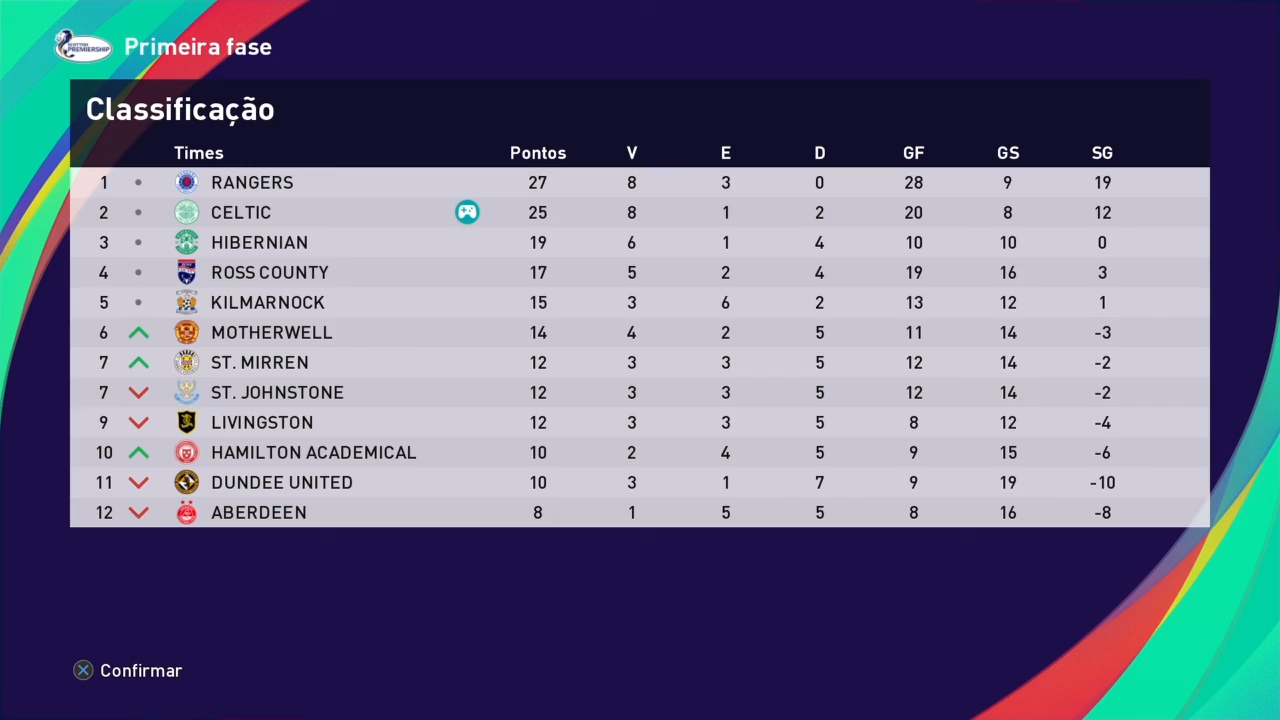 SCOTTISH PREMIERSHIP Primeira fase
Classificação
Times Pontos V E D GF GS SG
1 RANGERS 27 8 3 0 28 9 19
2 CELTIC 25 8 1 2 20 8 12
3 HIBERNIAN 19 6 1 4 10 10 0
4 ROSS COUNTY 17 5 2 4 19 16 3
5 KILMARNOCK 15 3 6 2 13 12 1
6 MOTHERWELL 14 4 2 5 11 14 -3
7 ST. MIRREN 12 3 3 5 12 14 -2
7 ST. JOHNSTONE 12 3 3 5 12 14 -2
9 LIVINGSTON 12 3 3 5 8 12 -4
10 HAMILTON ACADEMICAL 10 2 4 5 9 15 -6
11 DUNDEE UNITED 10 3 1 7 9 19 -10
12 ABERDEEN 8 1 5 5 8 16 -8
Confirmar